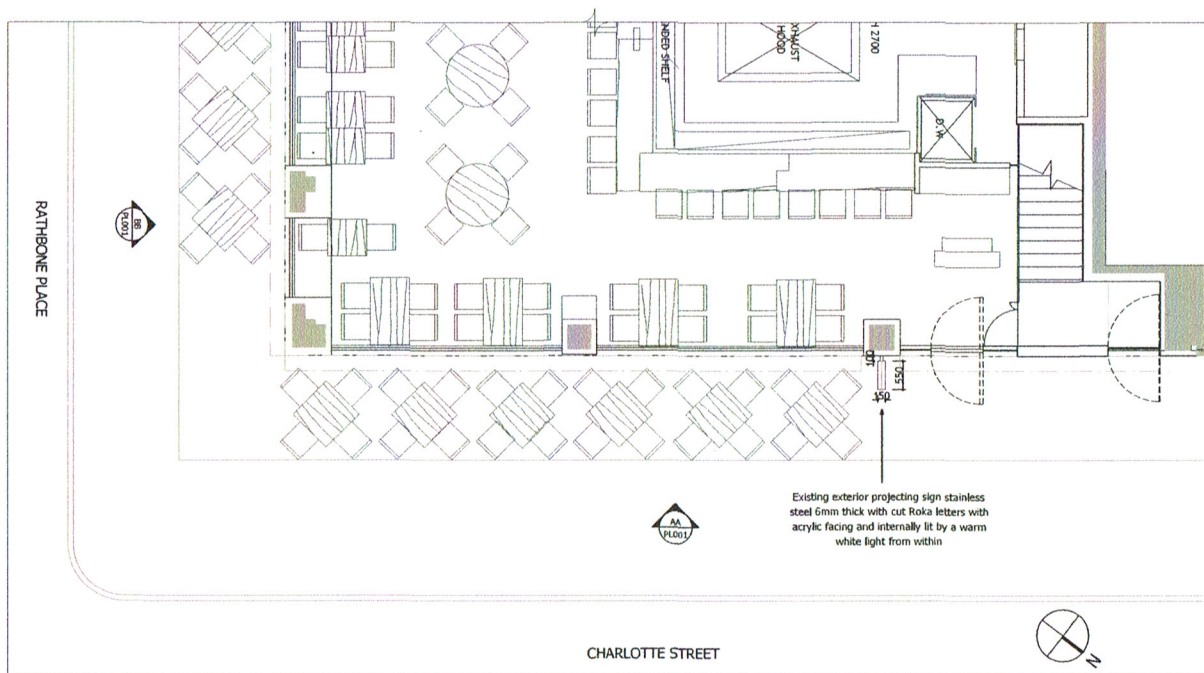 H 2700
EXHAUST
HOOD
NDED SHELF
D.W.
RATHBONE PLACE
BB
PL001
100
550
150
Existing exterior projecting sign stainless
steel 6mm thick with cut Roka letters with
acrylic facing and internally lit by a warm
white light from within
AA
PL001
CHARLOTTE STREET
N